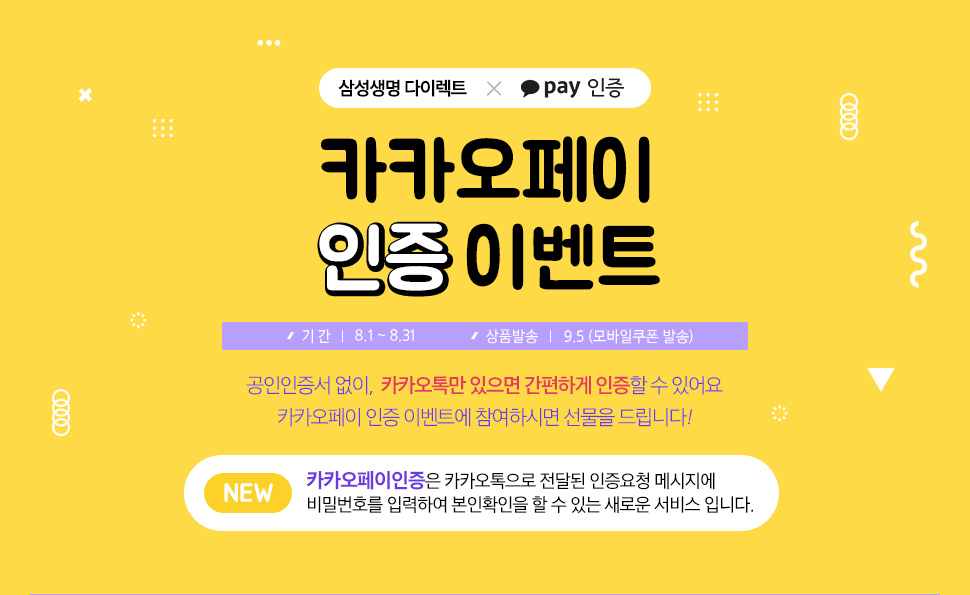 삼성생명 다이렉트 × pay 인증
카카오페이
인증 이벤트
기간 | 8.1 ~ 8.31 상품발송 | 9.5 (모바일쿠폰 발송)
공인인증서 없이, 카카오톡만 있으면 간편하게 인증할 수 있어요
카카오페이 인증 이벤트에 참여하시면 선물을 드립니다!
NEW
카카오페이인증은 카카오톡으로 전달된 인증요청 메시지에
비밀번호를 입력하여 본인확인을 할 수 있는 새로운 서비스 입니다.